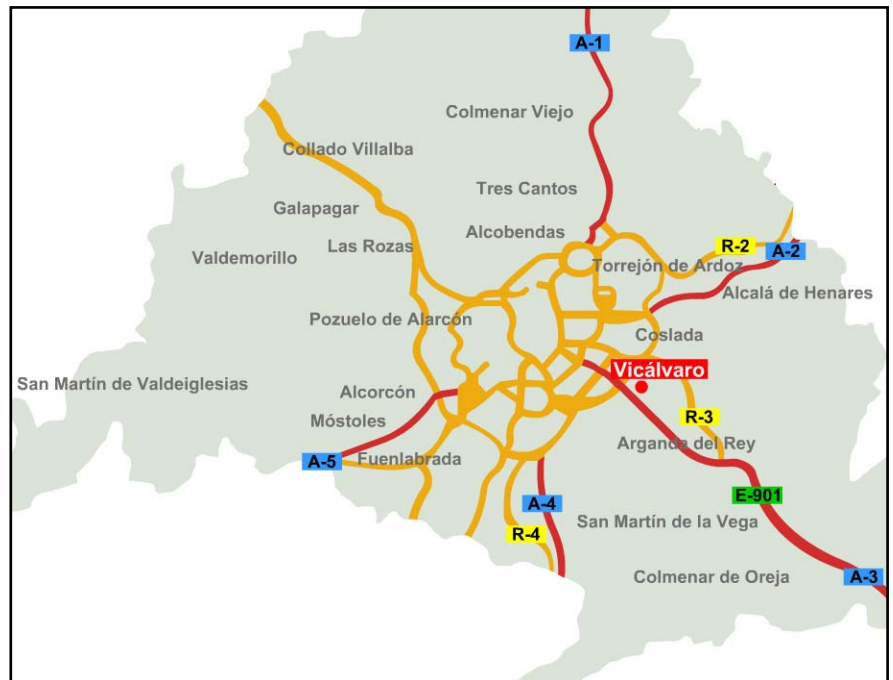 A-1
Colmenar Viejo
Collado Villalba
Tres Cantos
Galapagar
Alcobendas
Las Rozas
R-2
A-2
Valdemorillo
Torrejón de Ardoz
Alcalá de Henares
Pozuelo de Alarcón
Coslada
Vicálvaro
San Martín de Valdeiglesias
Alcorcón
R-3
Móstoles
Arganda del Rey
A-5
Fuenlabrada
E-901
A-4
San Martín de la Vega
R-4
Colmenar de Oreja
A-3